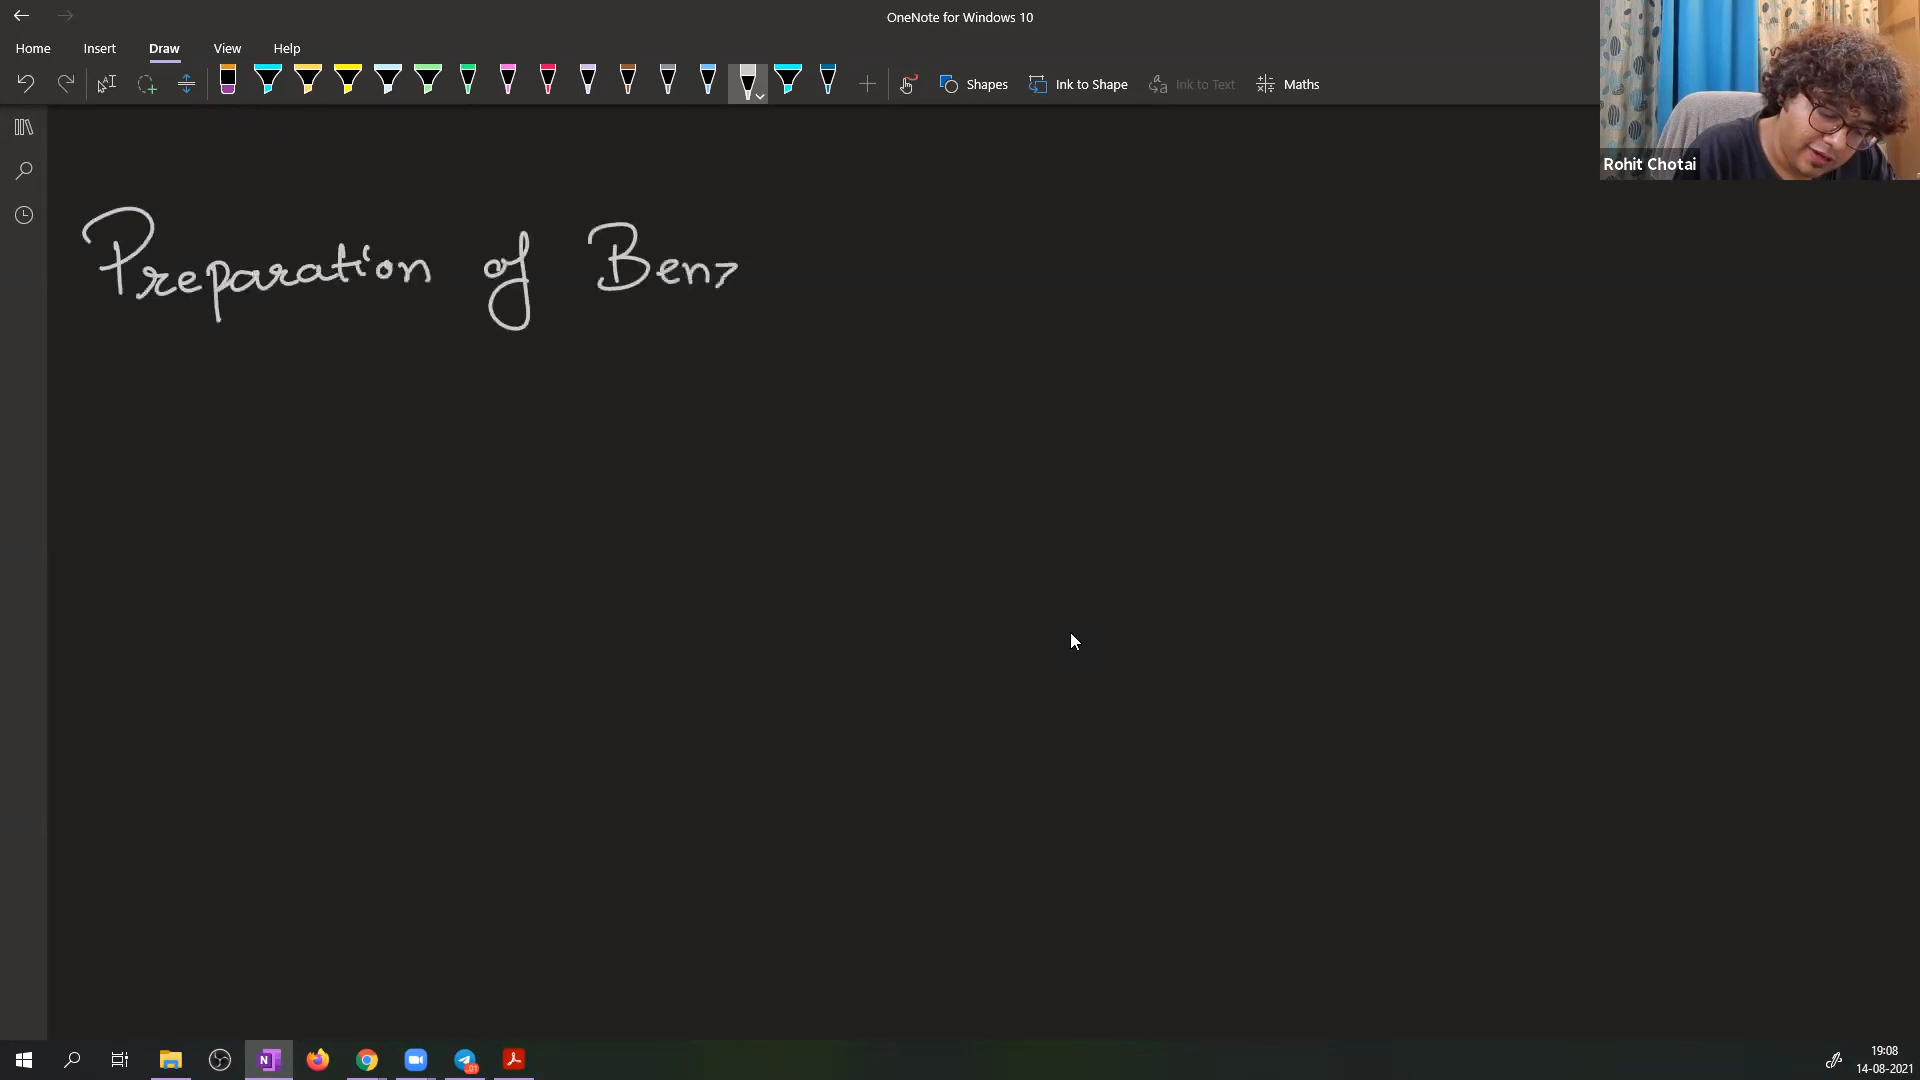 OneNote for Windows 10
Home Insert Draw View Help
Shapes Ink to Shape Ink to Text Maths
Rohit Chotai
Preparation of Benz
19:08
14-08-2021